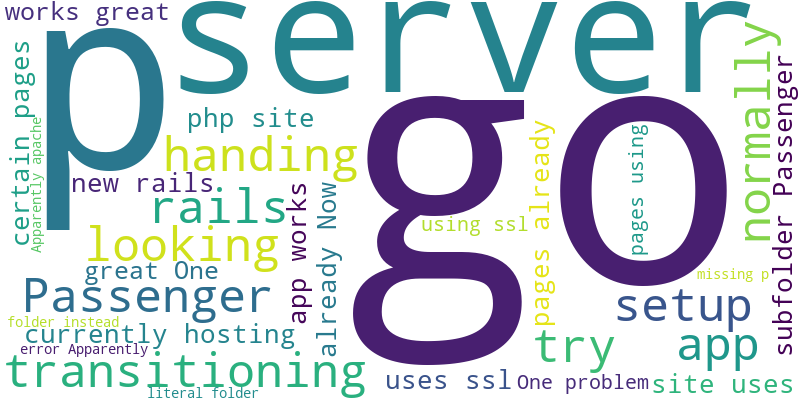 works great
p
server
go
certain pages
Apparently apache
php site
handing
new rails
rails
looking
great One
Passenger
folder instead
currently hosting
error Apparently
transitioning
literal folder
app works
already Now
using ssl
pages already
pages using
normally
subfolder Passenger
missing p
setup
try
app
uses ssl
One problem
site uses